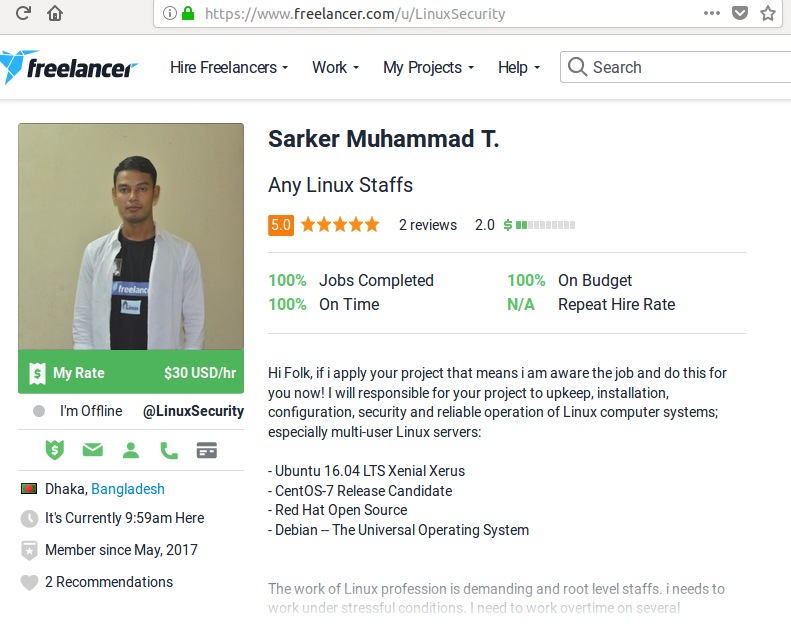 https://www.freelancer.com/u/LinuxSecurity
freelancer
Hire Freelancers
Work
My Projects
Help
Search
Sarker Muhammad T.
Any Linux Staffs
5.0
2 reviews
2.0
$
100% Jobs Completed
100% On Budget
100% On Time
N/A Repeat Hire Rate
freelancer
$ My Rate $30 USD/hr
I'm Offline @LinuxSecurity
$
Dhaka, Bangladesh
It's Currently 9:59am Here
Member since May, 2017
2 Recommendations
Hi Folk, if i apply your project that means i am aware the job and do this for
you now! I will responsible for your project to upkeep, installation,
configuration, security and reliable operation of Linux computer systems;
especially multi-user Linux servers:
- Ubuntu 16.04 LTS Xenial Xerus
- CentOS-7 Release Candidate
- Red Hat Open Source
- Debian -- The Universal Operating System
The work of Linux profession is demanding and root level staffs. i needs to
work under stressful conditions. I need to work overtime on several